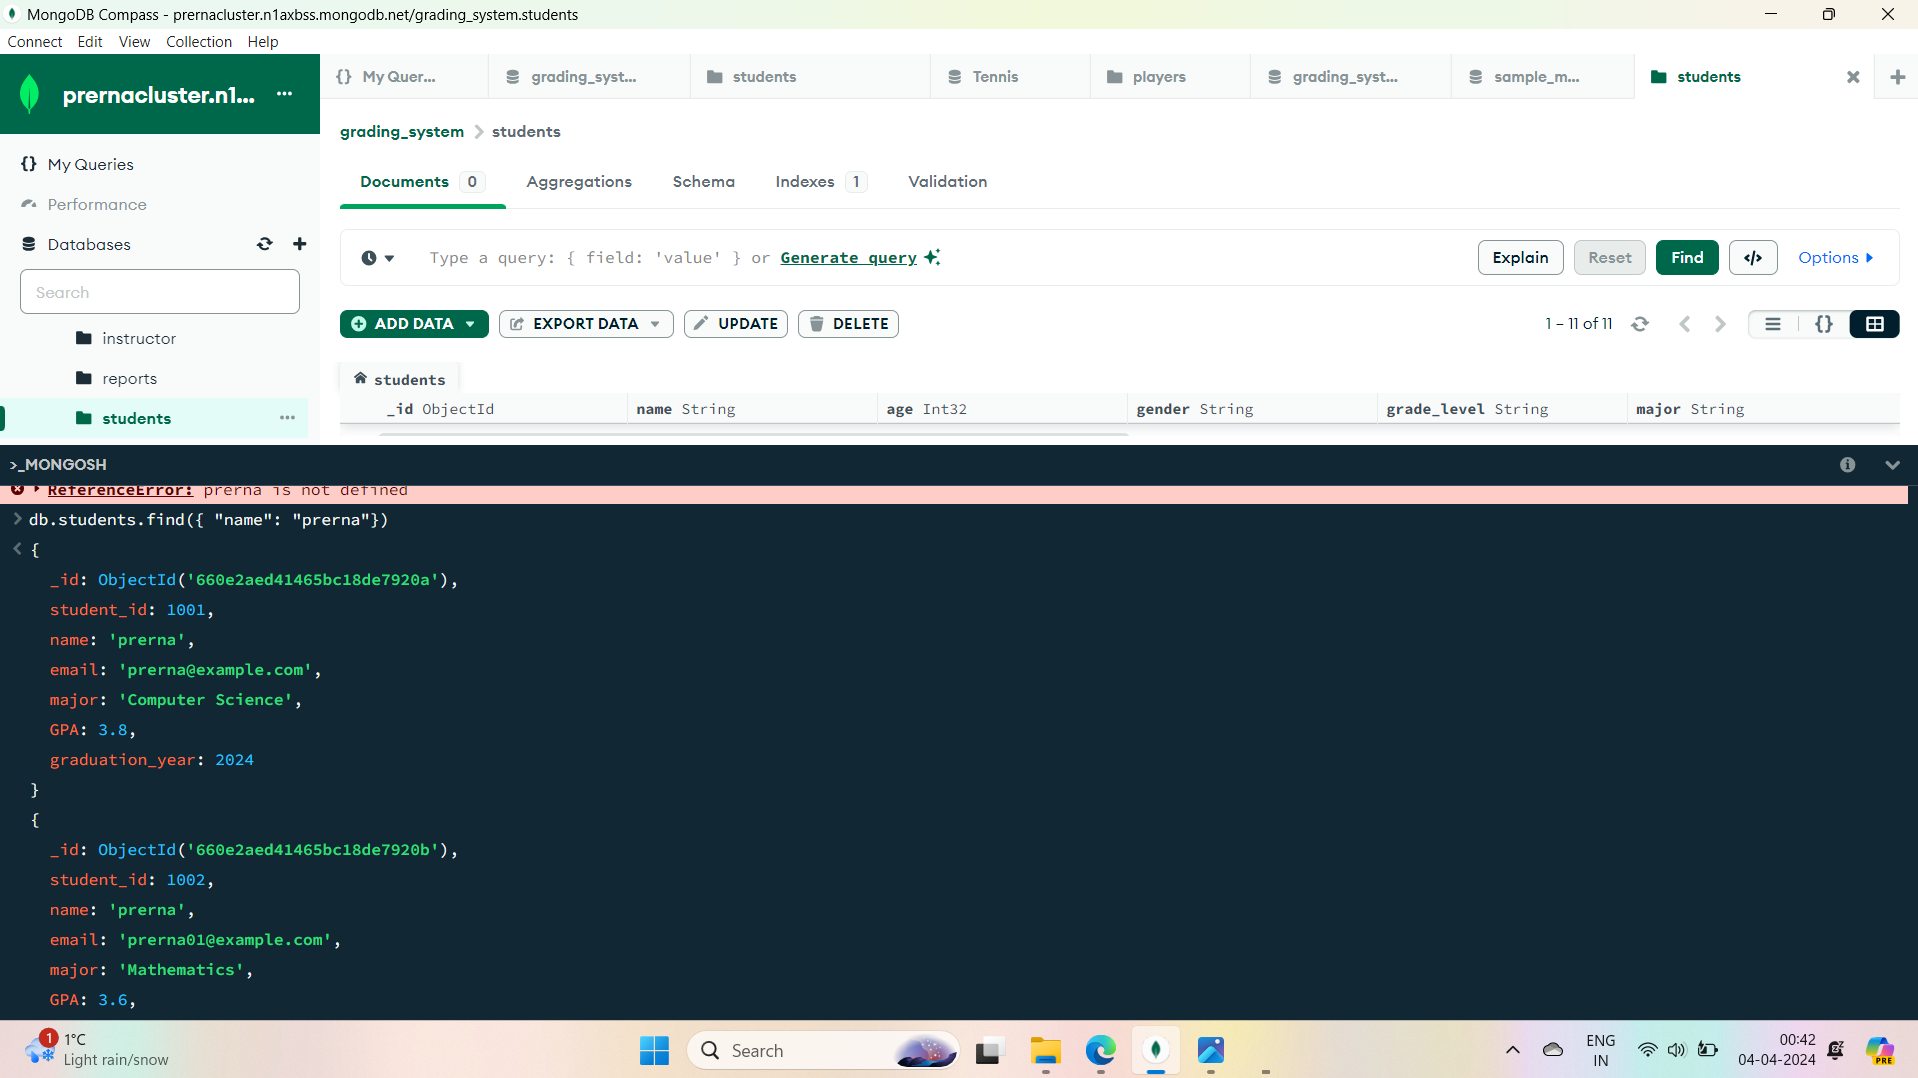 MongoDB Compass - prernacluster.n1axbss.mongodb.net/grading_system.students
Connect Edit View Collection Help
prernacluster.n1...
{} My Quer...
grading_syst...
students
Tennis
players
grading_syst...
sample_m...
students
grading_system > students
{} My Queries
Performance
Databases
Search
instructor
reports
students
Documents 0
Aggregations
Schema
Indexes 1
Validation
Type a query: { field: 'value' } or Generate query
Explain
Reset
Find
</>
Options
ADD DATA
EXPORT DATA
UPDATE
DELETE
1 – 11 of 11
{}
students
_id ObjectId
name String
age Int32
gender String
grade_level String
major String
>_MONGOSH
ReferenceError: prerna is not defined
> db.students.find({ "name": "prerna"})
< {
_id: ObjectId('660e2aed41465bc18de7920a'),
student_id: 1001,
name: 'prerna',
email: 'prerna@example.com',
major: 'Computer Science',
GPA: 3.8,
graduation_year: 2024
}
{
_id: ObjectId('660e2aed41465bc18de7920b'),
student_id: 1002,
name: 'prerna',
email: 'prerna01@example.com',
major: 'Mathematics',
GPA: 3.6,
1
1°C
Light rain/snow
Search
ENG
IN
00:42
04-04-2024
PRE